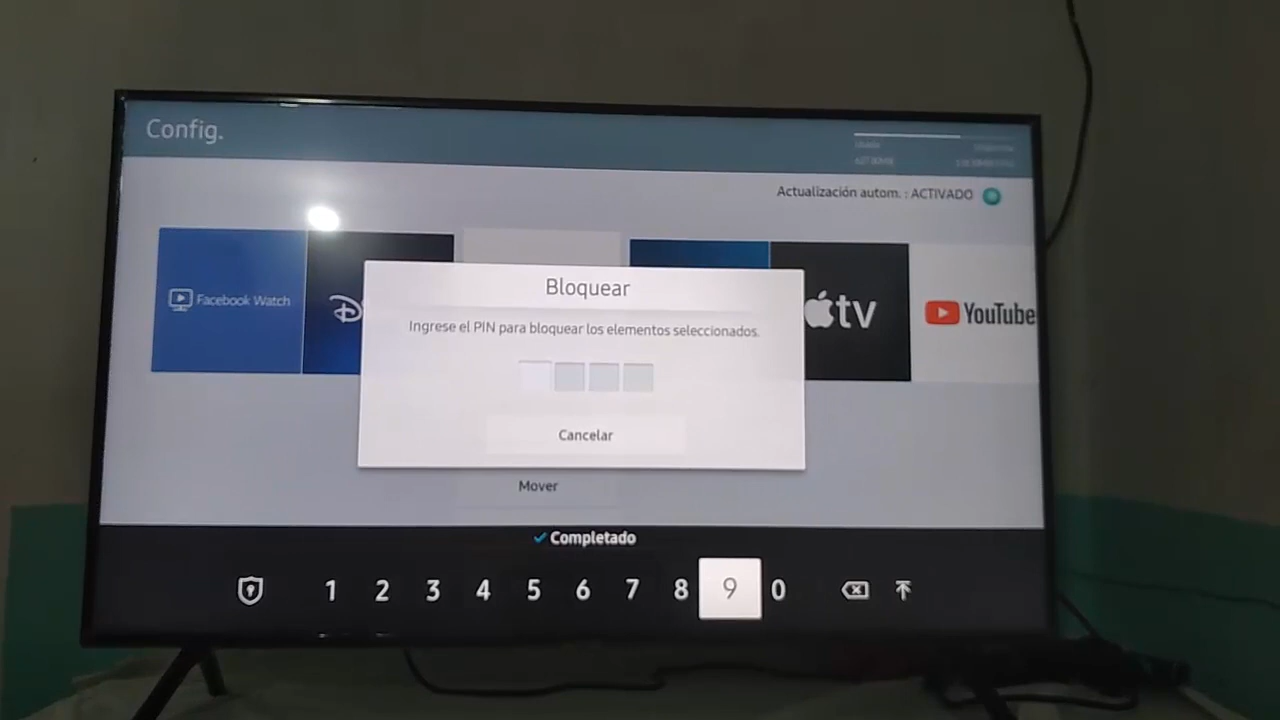 Config.
Actualización autom. : ACTIVADO
Facebook Watch
D
tv
YouTube
Bloquear
Ingrese el PIN para bloquear los elementos seleccionados.
Cancelar
Mover
Completado
1 2 3 4 5 6 7 8 9 0